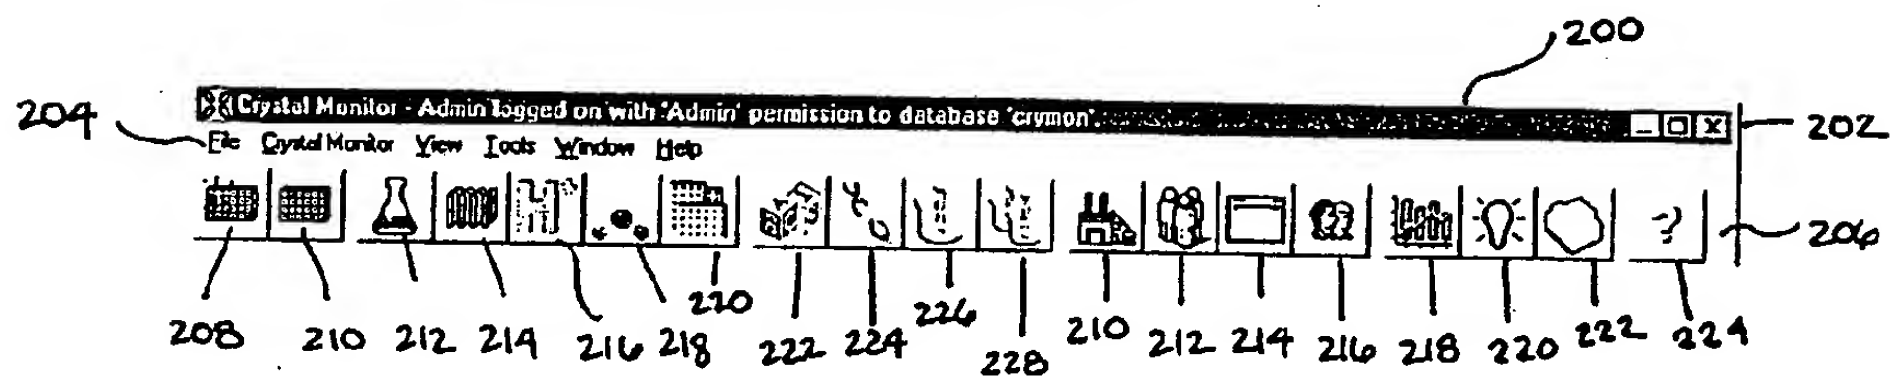 200
Crystal Monitor - Admin logged on with 'Admin' permission to database 'crymon'.
204
202
File Crystal Monitor View Tools Window Help
?
206
208 210 212 214 216 218 220 222 224 226 228 210 212 214 216 218 220 222 224